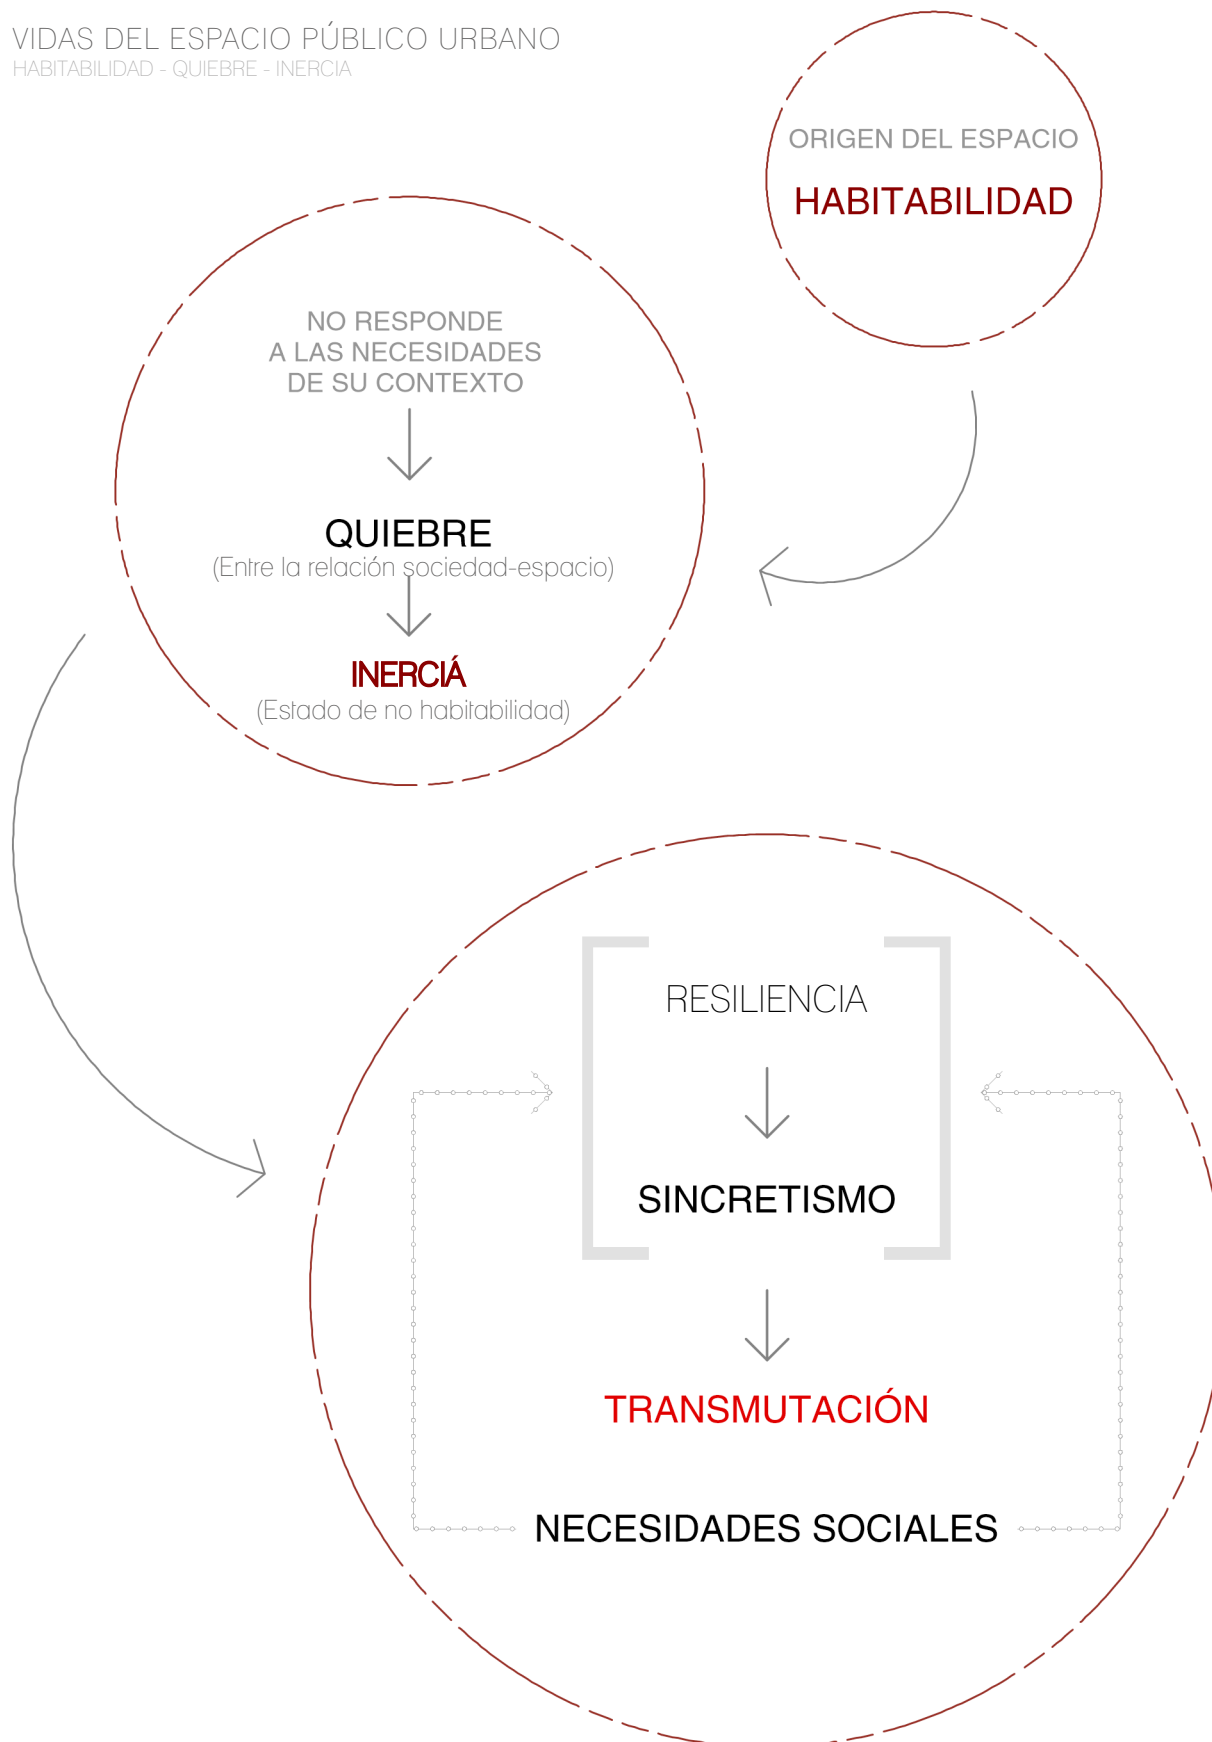 VIDAS DEL ESPACIO PÚBLICO URBANO
HABITABILIDAD - QUIEBRE - INERCIA
ORIGEN DEL ESPACIO
HABITABILIDAD
NO RESPONDE
A LAS NECESIDADES
DE SU CONTEXTO
QUIEBRE
(Entre la relación sociedad-espacio)
INERCIÁ
(Estado de no habitabilidad)
RESILIENCIA
SINCRETISMO
TRANSMUTACIÓN
NECESIDADES SOCIALES